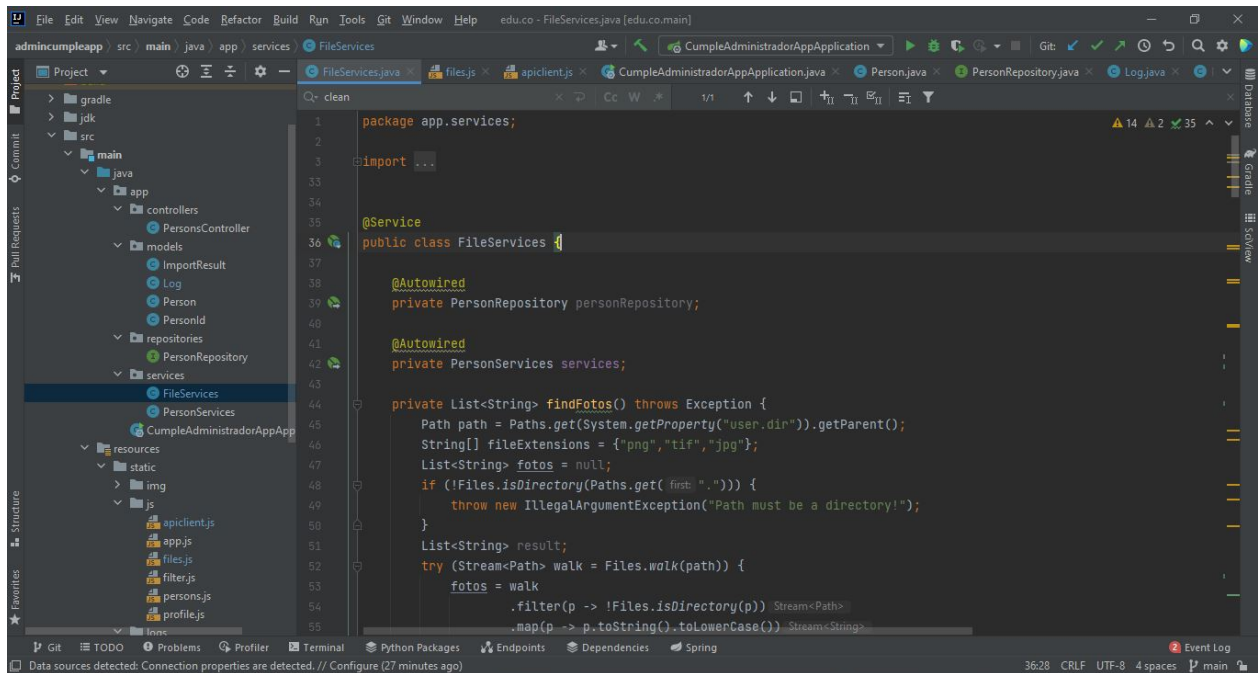 File Edit View Navigate Code Refactor Build Run Tools Git Window Help edu.co - FileServices.java [edu.co.main]
admincumpleapp src main java app services FileServices CumpleAdministradorAppApplication Git:
Project FileServices.java files.js apiclient.js CumpleAdministradorAppApplication.java Person.java PersonRepository.java Log.java
clean Cc W .* 1/1
Project
Commit
Pull Requests
Structure
Favorites
gradle
jdk
src
main
java
app
controllers
PersonsController
models
ImportResult
Log
Person
PersonId
repositories
PersonRepository
services
FileServices
PersonServices
CumpleAdministradorAppApp
resources
static
img
js
apiclient.js
app.js
files.js
filter.js
persons.js
profile.js
logs
1 package app.services;
2
3 import ...
33
34
35 @Service
36 public class FileServices {
37
38 @Autowired
39 private PersonRepository personRepository;
40
41 @Autowired
42 private PersonServices services;
43
44 private List<String> findFotos() throws Exception {
45 Path path = Paths.get(System.getProperty("user.dir")).getParent();
46 String[] fileExtensions = {"png","tif","jpg"};
47 List<String> fotos = null;
48 if (!Files.isDirectory(Paths.get( first: "."))) {
49 throw new IllegalArgumentException("Path must be a directory!");
50 }
51 List<String> result;
52 try (Stream<Path> walk = Files.walk(path)) {
53 fotos = walk
54 .filter(p -> !Files.isDirectory(p)) Stream<Path>
55 .map(p -> p.toString().toLowerCase()) Stream<String>
14 2 35
Database
Gradle
SciView
Git TODO Problems Profiler Terminal Python Packages Endpoints Dependencies Spring 2 Event Log
Data sources detected: Connection properties are detected. // Configure (27 minutes ago) 36:28 CRLF UTF-8 4 spaces main